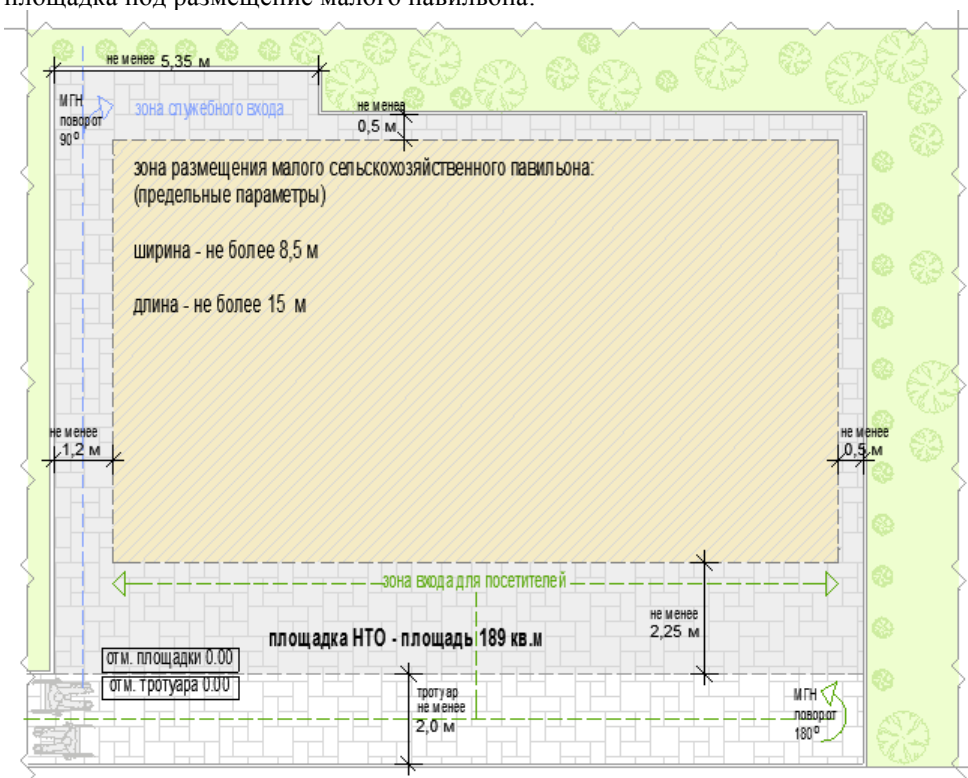 площадка под размещение малого павильона:
не менее 5,35 м
МГН
поворот
90°
зона служебного входа
не менее
0,5 м
зона размещения малого сельскохозяйственного павильона:
(предельные параметры)
ширина - не более 8,5 м
длина - не более 15 м
не менее
1,2 м
не менее
0,5 м
зона входа для посетителей
не менее
2,25 м
площадка НТО - площадь 189 кв.м
отм. площадки 0.00
отм. тротуара 0.00
тротуар
не менее
2,0 м
МГН
поворот
180°